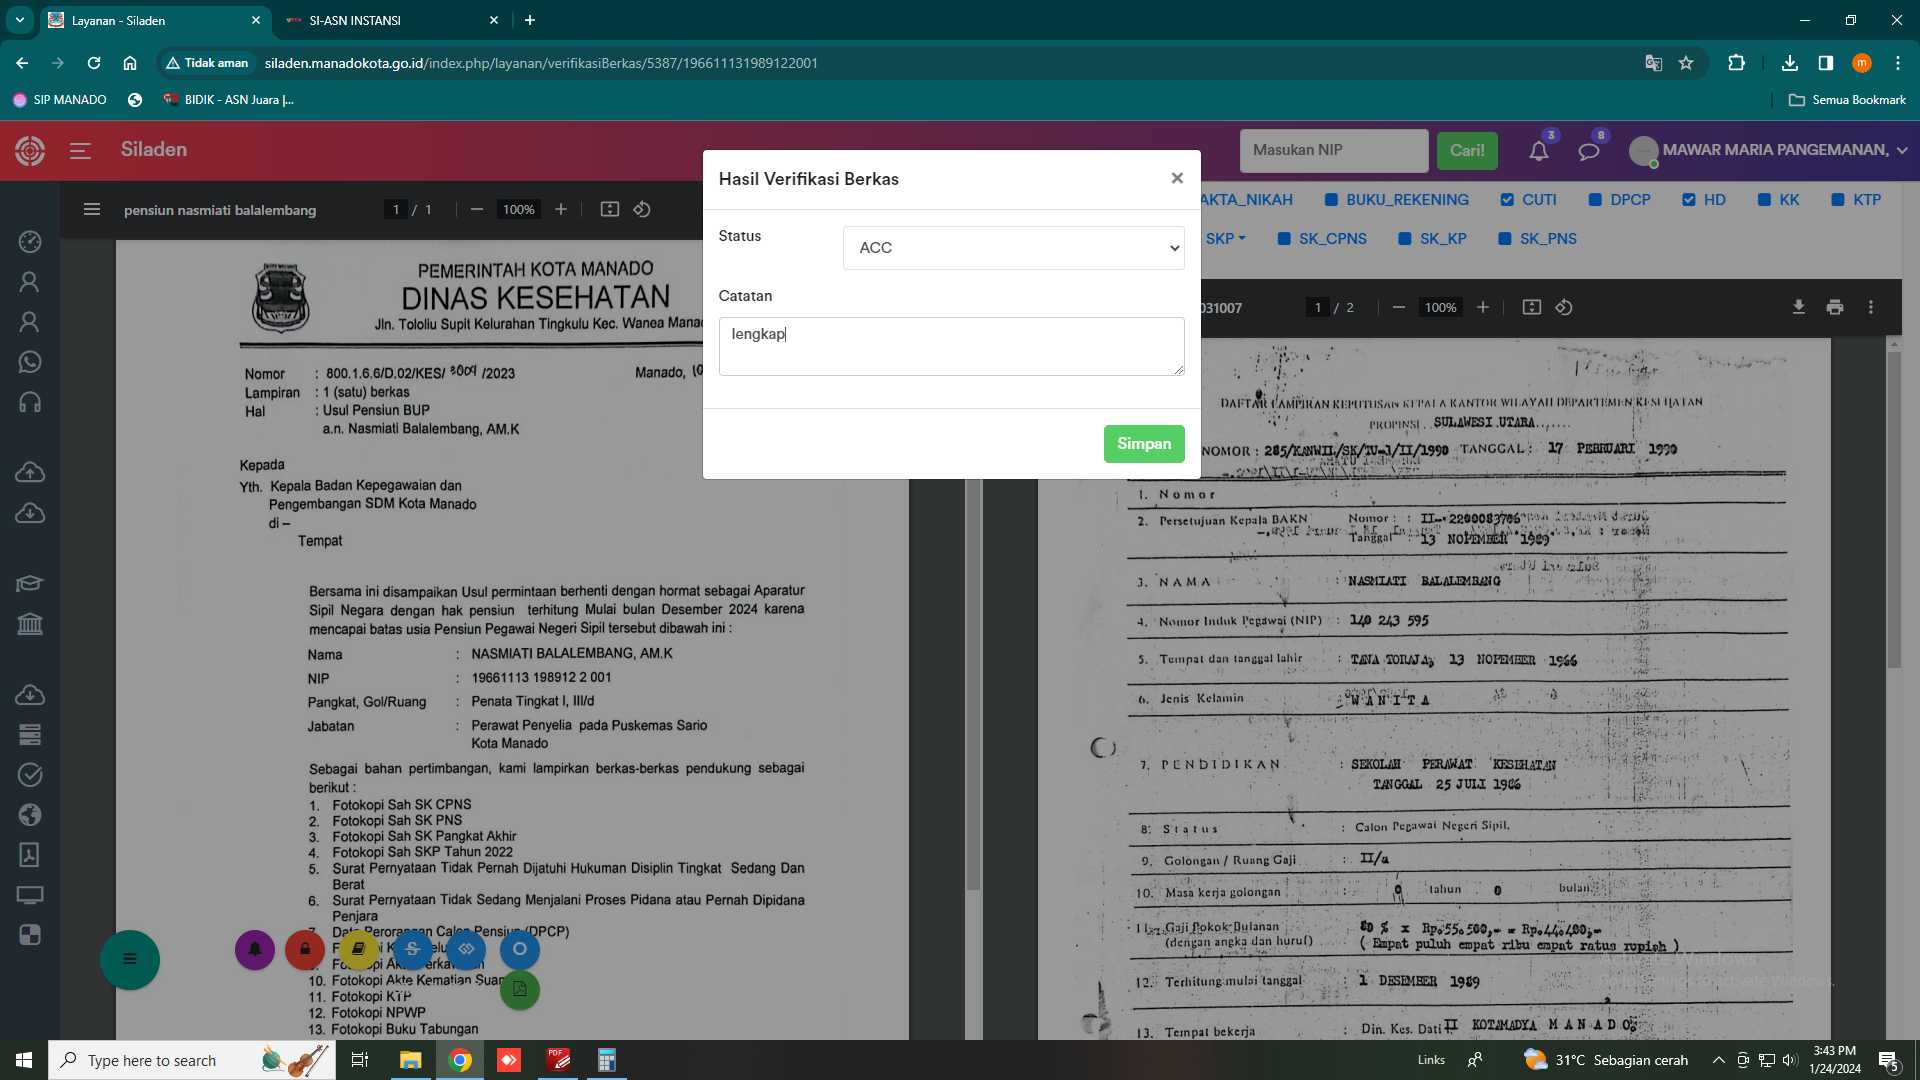 Layanan - Siladen
SI-ASN INSTANSI
Tidak aman
siladen.manadokota.go.id/index.php/layanan/verifikasiBerkas/5387/196611131989122001
m
SIP MANADO
BIDIK - ASN Juara |...
Semua Bookmark
Siladen
Masukan NIP
Cari!
3
8
MAWAR MARIA PANGEMANAN,
pensiun nasmiati balalembang
1 / 1
100%
Hasil Verifikasi Berkas
×
Status
ACC
Catatan
lengkap
Simpan
AKTA_NIKAH
BUKU_REKENING
CUTI
DPCP
HD
KK
KTP
SKP
SK_CPNS
SK_KP
SK_PNS
031007
1 / 2
100%
PEMERINTAH KOTA MANADO
DINAS KESEHATAN
Jln. Tololiu Supit Kelurahan Tingkulu Kec. Wanea Mana
Nomor : 800.1.6.6/D.02/KES/ /2023
Manado,
Lampiran : 1 (satu) berkas
Hal : Usul Pensiun BUP
a.n. Nasmiati Balalembang, AM.K
Kepada
Yth. Kepala Badan Kepegawaian dan
Pengembangan SDM Kota Manado
di –
Tempat
Bersama ini disampaikan Usul permintaan berhenti dengan hormat sebagai Aparatur
Sipil Negara dengan hak pensiun terhitung Mulai bulan Desember 2024 karena
mencapai batas usia Pensiun Pegawai Negeri Sipil tersebut dibawah ini :
Nama : NASMIATI BALALEMBANG, AM.K
NIP : 19661113 198912 2 001
Pangkat, Gol/Ruang : Penata Tingkat I, III/d
Jabatan : Perawat Penyelia pada Puskemas Sario
Kota Manado
Sebagai bahan pertimbangan, kami lampirkan berkas-berkas pendukung sebagai
berikut :
1. Fotokopi Sah SK CPNS
2. Fotokopi Sah SK PNS
3. Fotokopi Sah SK Pangkat Akhir
4. Fotokopi Sah SKP Tahun 2022
5. Surat Pernyataan Tidak Pernah Dijatuhi Hukuman Disiplin Tingkat Sedang Dan
Berat
6. Surat Pernyataan Tidak Sedang Menjalani Proses Pidana atau Pernah Dipidana
Penjara
7. Data Perorangan Calon Pensiun (DPCP)
10. Fotokopi Akte Kematian
11. Fotokopi KTP
12. Fotokopi NPWP
13. Fotokopi Buku Tabungan
DAFTAR LAMPIRAN KEPUTUSAN KEPALA KANTOR WILAYAH DEPARTEMEN KESEHATAN
PROPINSI . . SULAWESI UTARA . . . . . .
NOMOR : 285/KANWIL/SK/TU-1/II/1990 TANGGAL : 17 PEBRUARI 1990
1. Nomor :
2. Persetujuan Kepala BAKN Nomor : II-
Tanggal : 13 NOPEMBER 1989
3. NAMA : NASMIATI BALALEMBANG
4. Nomor Induk Pegawai (NIP) : 140 243 595
5. Tempat dan tanggal lahir : TANA TORAJA, 13 NOPEMBER 1966
6. Jenis Kelamin : WANITA
7. PENDIDIKAN : SEKOLAH PERAWAT KESEHATAN
TANGGAL 25 JULI 1986
8. Status : Calon Pegawai Negeri Sipil.
9. Golongan / Ruang Gaji : II/a
10. Masa kerja golongan : 0 tahun 0 bulan.
11. Gaji Pokok Bulanan : 80 % x Rp.55.500,- = Rp.44.400,-
(dengan angka dan huruf) ( Empat puluh empat ribu empat ratus rupiah )
12. Terhitung mulai tanggal : 1 DESEMBER 1989
13. Tempat bekerja : Din. Kes. Dati II KOTAMADYA MANADO
Type here to search
Links
31°C Sebagian cerah
3:43 PM
1/24/2024
5